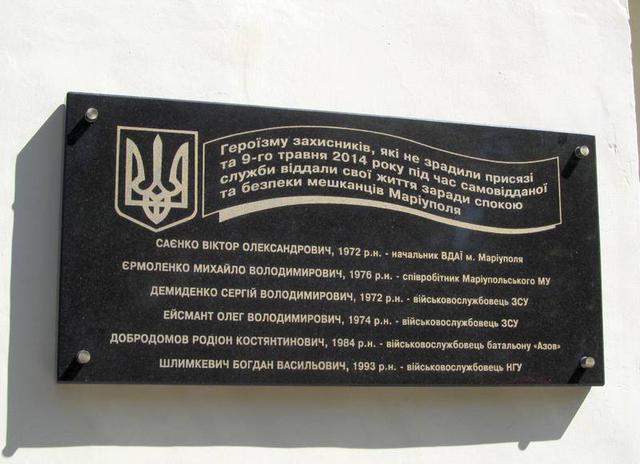 Героїзму захисників, які не зрадили присязі
та 9-го травня 2014 року під час самовідданої
служби віддали свої життя заради спокою
та безпеки мешканців Маріуполя
САЄНКО ВІКТОР ОЛЕКСАНДРОВИЧ, 1972 р.н. - начальник ВДАЇ м. Маріуполя
ЄРМОЛЕНКО МИХАЙЛО ВОЛОДИМИРОВИЧ, 1976 р.н. - співробітник Маріупольського МУ
ДЕМИДЕНКО СЕРГІЙ ВОЛОДИМИРОВИЧ, 1972 р.н. - військовослужбовець ЗСУ
ЕЙСМАНТ ОЛЕГ ВОЛОДИМИРОВИЧ, 1974 р.н. - військовослужбовець ЗСУ
ДОБРОДОМОВ РОДІОН КОСТЯНТИНОВИЧ, 1984 р.н. - військовослужбовець батальону «Азов»
ШЛИМКЕВИЧ БОГДАН ВАСИЛЬОВИЧ, 1993 р.н. - військовослужбовець НГУ